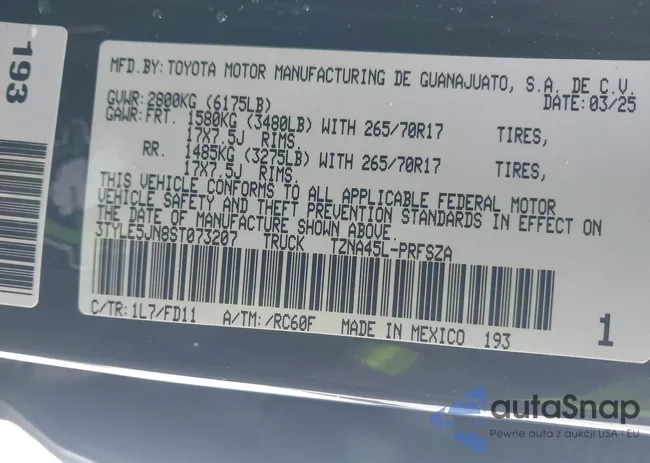 193
MFD.BY: TOYOTA MOTOR MANUFACTURING DE GUANAJUATO, S.A. DE C.V.
DATE: 03/25
GVWR: 2800KG (6175LB)
GAWR: FRT. 1580KG (3480LB) WITH 265/70R17 TIRES,
17X7.5J RIMS.
RR. 1485KG (3275LB) WITH 265/70R17 TIRES,
17X7.5J RIMS.
THIS VEHICLE CONFORMS TO ALL APPLICABLE FEDERAL MOTOR
VEHICLE SAFETY AND THEFT PREVENTION STANDARDS IN EFFECT ON
THE DATE OF MANUFACTURE SHOWN ABOVE.
3TYLE5JN8ST073207 TRUCK TZNA45L-PRFSZA
C/TR: 1L7/FD11 A/TM: /RC60F MADE IN MEXICO 193
1
autaSnap
Pewne auta z aukcji USA i EU